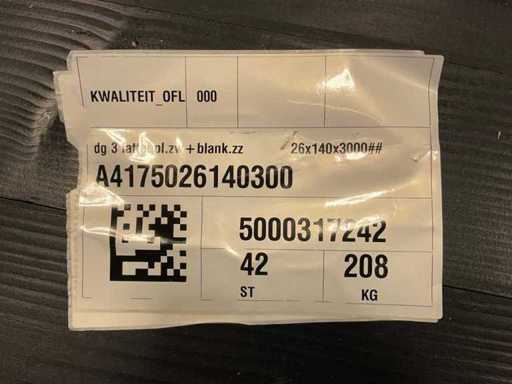 KWALITEIT_OFL 000
dg 3 + blank.zz 26x140x3000##
A4175026140300
5000317242
42 208
ST KG